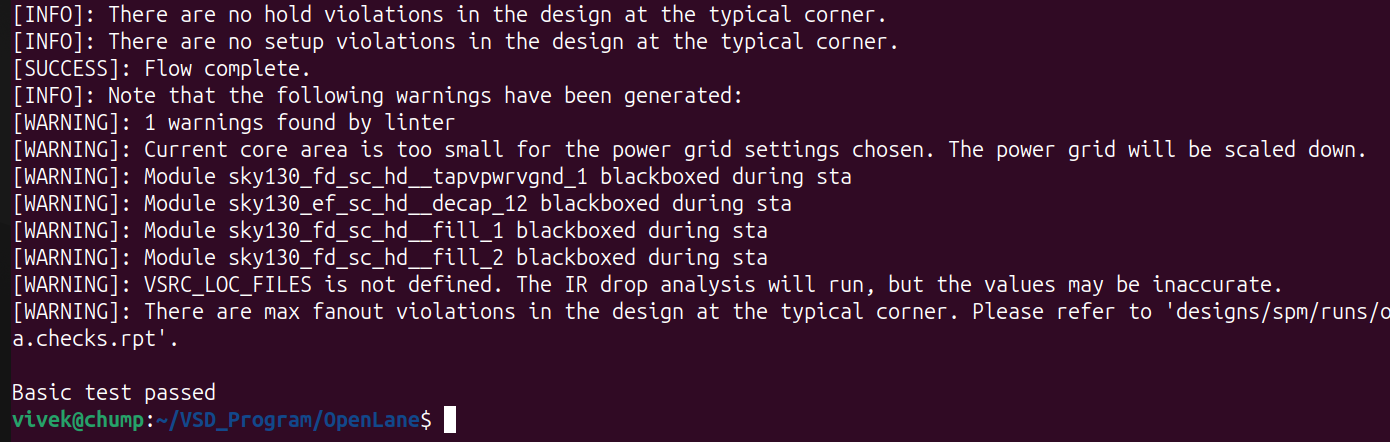 [INFO]: There are no hold violations in the design at the typical corner.
[INFO]: There are no setup violations in the design at the typical corner.
[SUCCESS]: Flow complete.
[INFO]: Note that the following warnings have been generated:
[WARNING]: 1 warnings found by linter
[WARNING]: Current core area is too small for the power grid settings chosen. The power grid will be scaled down.
[WARNING]: Module sky130_fd_sc_hd__tapvpwrvgnd_1 blackboxed during sta
[WARNING]: Module sky130_ef_sc_hd__decap_12 blackboxed during sta
[WARNING]: Module sky130_fd_sc_hd__fill_1 blackboxed during sta
[WARNING]: Module sky130_fd_sc_hd__fill_2 blackboxed during sta
[WARNING]: VSRC_LOC_FILES is not defined. The IR drop analysis will run, but the values may be inaccurate.
[WARNING]: There are max fanout violations in the design at the typical corner. Please refer to 'designs/spm/runs/o
a.checks.rpt'.
Basic test passed
vivek@chump:~/VSD_Program/OpenLane$